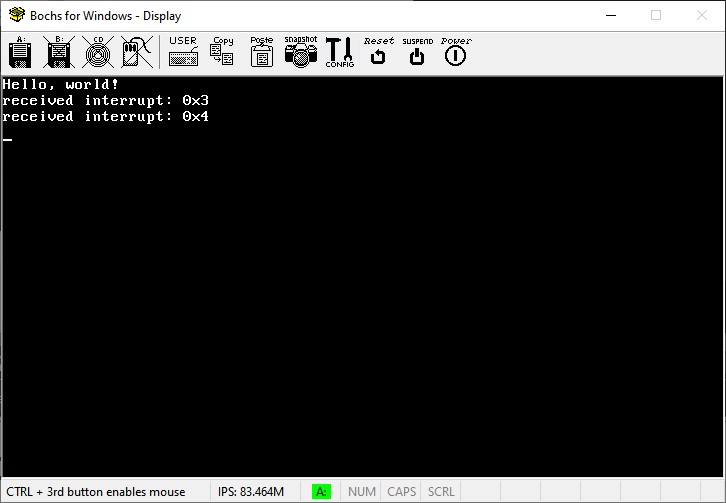 Bochs for Windows - Display
A: B: CD USER Copy Paste snapshot CONFIG Reset SUSPEND Power
Hello, world!
received interrupt: 0x3
received interrupt: 0x4
CTRL + 3rd button enables mouse IPS: 83.464M A: NUM CAPS SCRL